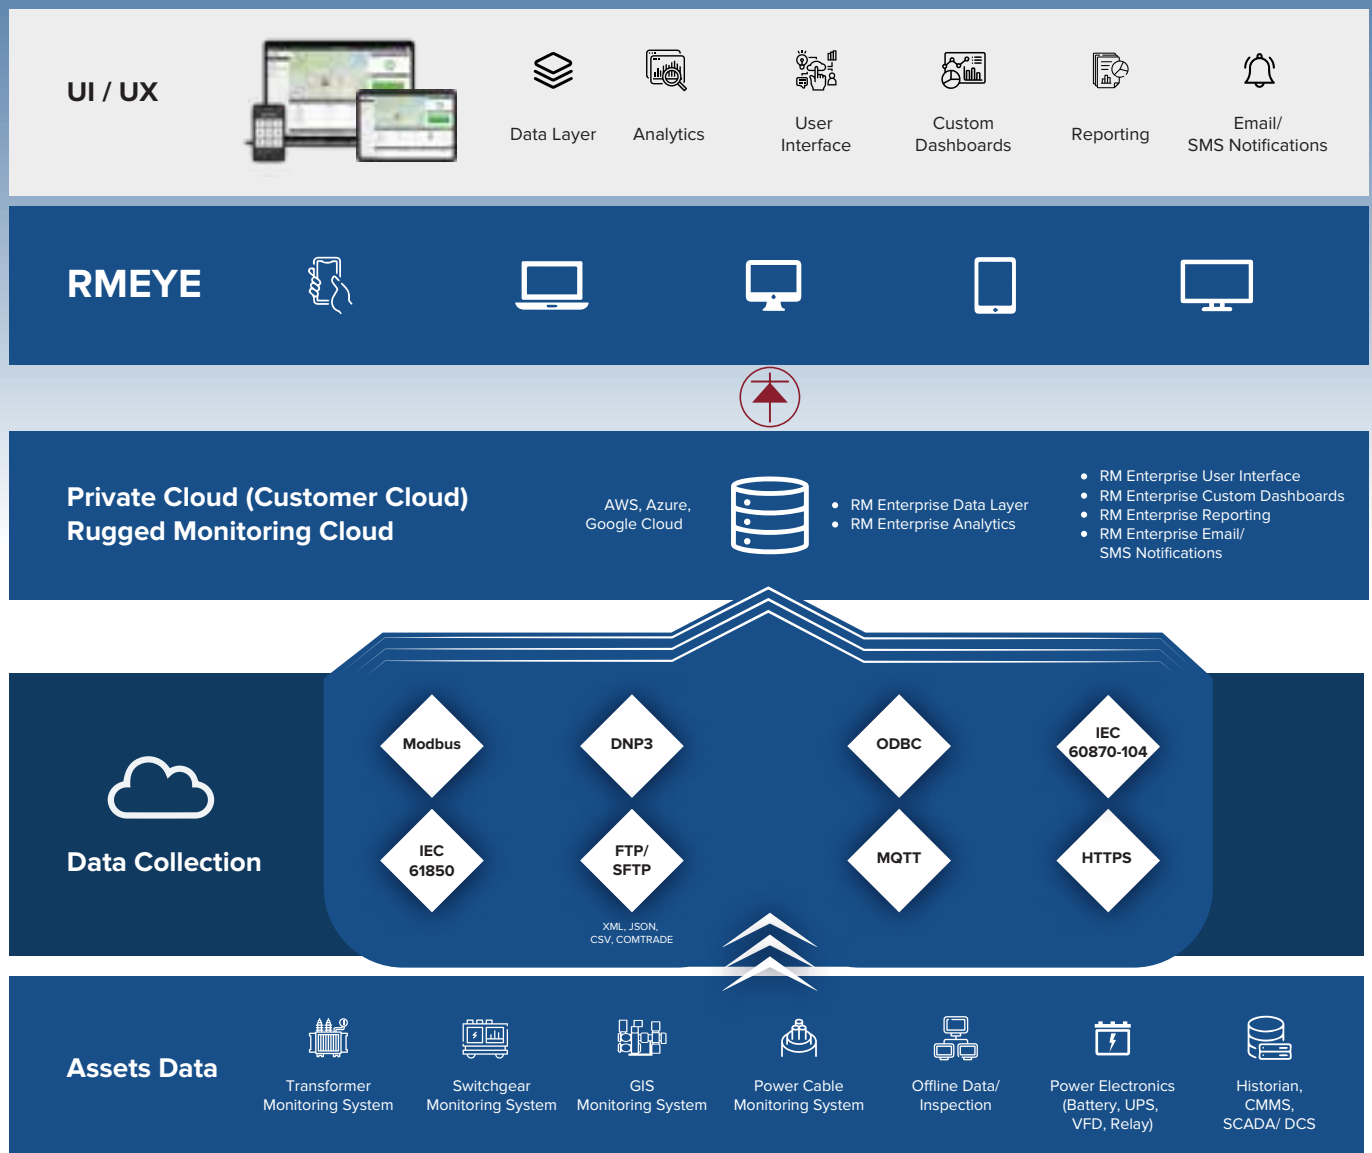 UI / UX
Data Layer
Analytics
User
Interface
Custom
Dashboards
Reporting
Email/
SMS Notifications
RMEYE
Private Cloud (Customer Cloud)
Rugged Monitoring Cloud
AWS, Azure,
Google Cloud
• RM Enterprise Data Layer
• RM Enterprise Analytics
• RM Enterprise User Interface
• RM Enterprise Custom Dashboards
• RM Enterprise Reporting
• RM Enterprise Email/
SMS Notifications
Data Collection
Modbus
DNP3
ODBC
IEC
60870-104
IEC
61850
FTP/
SFTP
MQTT
HTTPS
XML, JSON,
CSV, COMTRADE
Assets Data
Transformer
Monitoring System
Switchgear
Monitoring System
GIS
Monitoring System
Power Cable
Monitoring System
Offline Data/
Inspection
Power Electronics
(Battery, UPS,
VFD, Relay)
Historian,
CMMS,
SCADA/ DCS